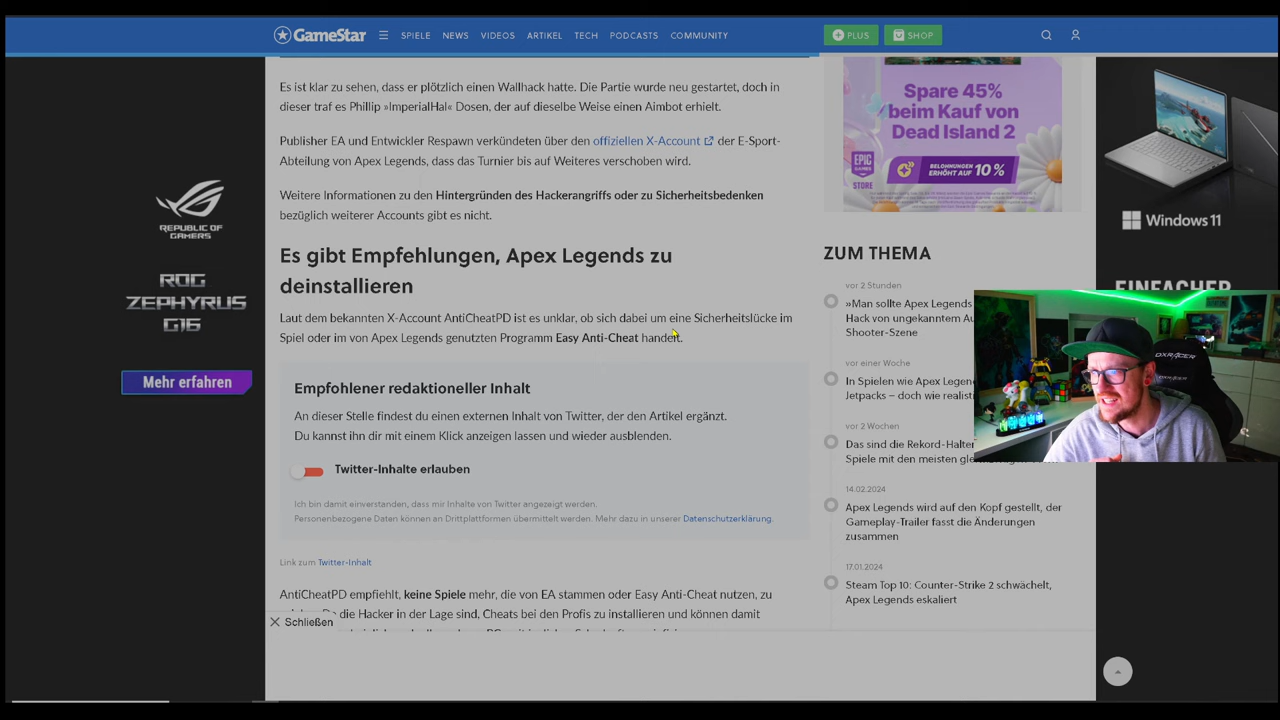 GameStar
SPIELE NEWS VIDEOS ARTIKEL TECH PODCASTS COMMUNITY
PLUS SHOP
Es ist klar zu sehen, dass er plötzlich einen Wallhack hatte. Die Partie wurde neu gestartet, doch in
dieser traf es Phillip »ImperialHal« Dosen, der auf dieselbe Weise einen Aimbot erhielt.
Publisher EA und Entwickler Respawn verkündeten über den offiziellen X-Account der E-Sport-
Abteilung von Apex Legends, dass das Turnier bis auf Weiteres verschoben wird.
Weitere Informationen zu den Hintergründen des Hackerangriffs oder zu Sicherheitsbedenken
bezüglich weiterer Accounts gibt es nicht.
Es gibt Empfehlungen, Apex Legends zu
deinstallieren
Laut dem bekannten X-Account AntiCheatPD ist es unklar, ob sich dabei um eine Sicherheitslücke im
Spiel oder im von Apex Legends genutzten Programm Easy Anti-Cheat handelt.
Empfohlener redaktioneller Inhalt
An dieser Stelle findest du einen externen Inhalt von Twitter, der den Artikel ergänzt.
Du kannst ihn dir mit einem Klick anzeigen lassen und wieder ausblenden.
Twitter-Inhalte erlauben
Ich bin damit einverstanden, dass mir Inhalte von Twitter angezeigt werden.
Personenbezogene Daten können an Drittplattformen übermittelt werden. Mehr dazu in unserer Datenschutzerklärung.
Link zum Twitter-Inhalt
AntiCheatPD empfiehlt, keine Spiele mehr, die von EA stammen oder Easy Anti-Cheat nutzen, zu
die Hacker in der Lage sind, Cheats bei den Profis zu installieren und können damit
Schließen
REPUBLIC OF
GAMERS
ROG
ZEPHYRUS
G16
Mehr erfahren
Spare 45%
beim Kauf von
Dead Island 2
EPIC
GAMES
STORE
BELOHNUNGEN
ERHÖHT AUF 10 %
ZUM THEMA
vor 2 Stunden
»Man sollte Apex Legends
Hack von ungekanntem Au
Shooter-Szene
vor einer Woche
In Spielen wie Apex Legen
Jetpacks – doch wie realist
vor 2 Wochen
Das sind die Rekord-Halter
Spiele mit den meisten gle
14.02.2024
Apex Legends wird auf den Kopf gestellt, der
Gameplay-Trailer fasst die Änderungen
zusammen
17.01.2024
Steam Top 10: Counter-Strike 2 schwächelt,
Apex Legends eskaliert
Windows 11
EINFACHER
DXRACER